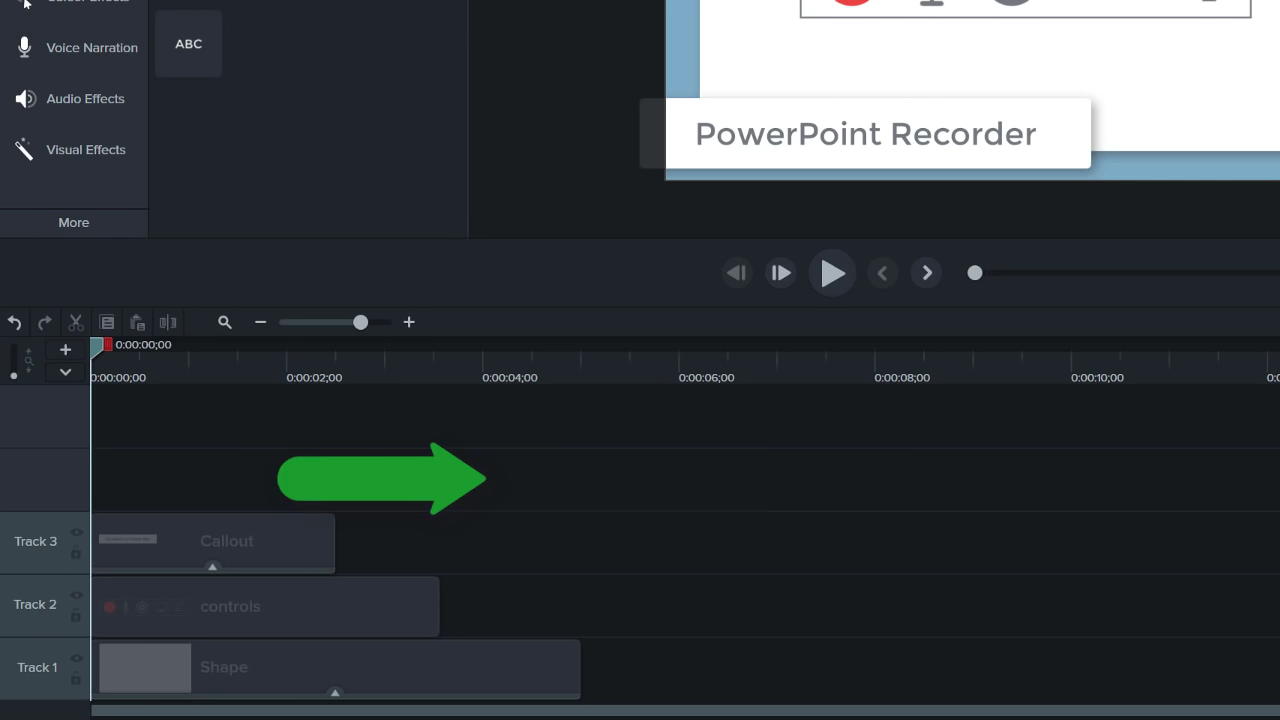 ABC
Voice Narration
Audio Effects
Visual Effects
More
PowerPoint Recorder
0:00:00;00
0:00:00;00
0:00:02;00
0:00:04;00
0:00:06;00
0:00:08;00
0:00:10;00
Track 3
Callout
Track 2
controls
Track 1
Shape